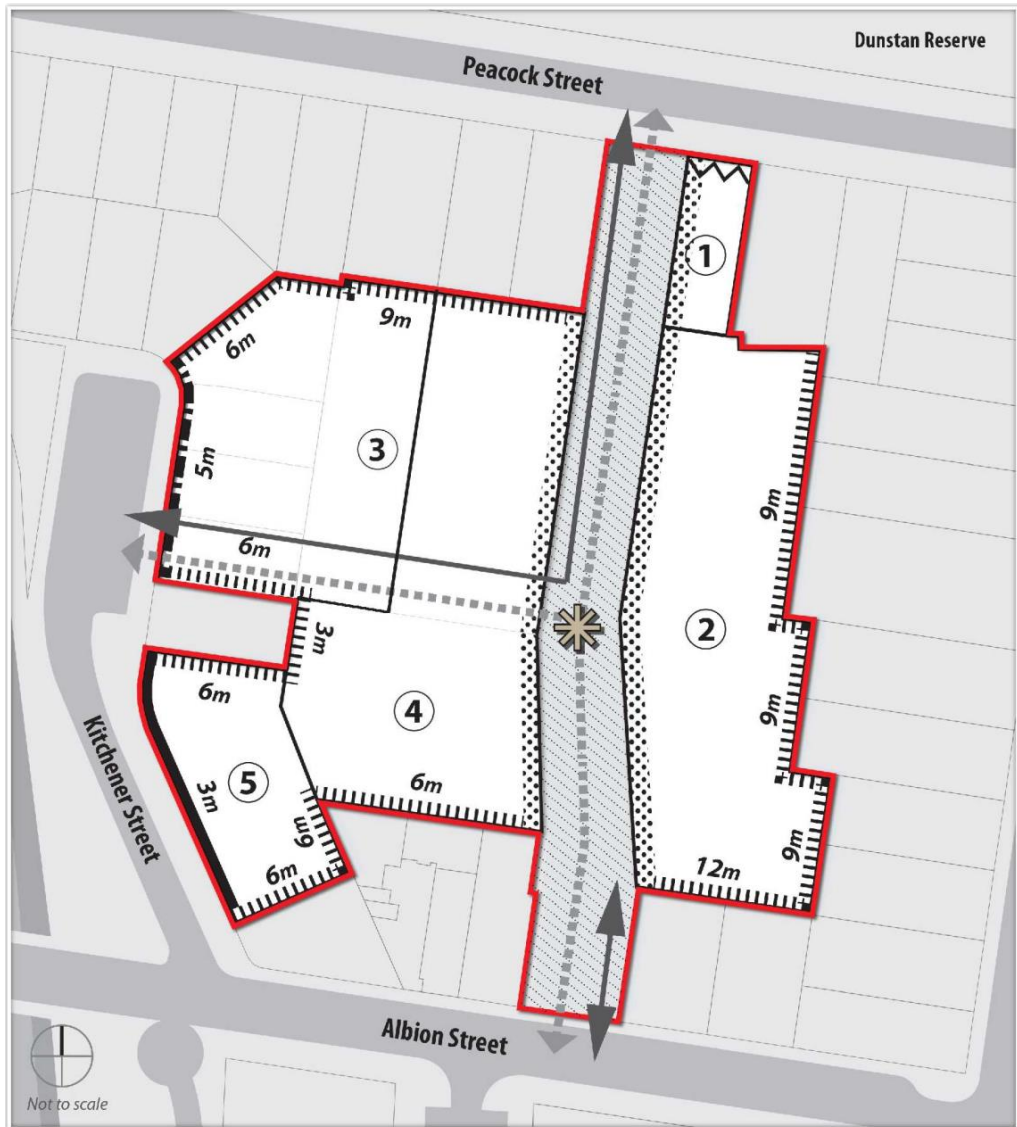 Dunstan Reserve
Peacock Street
1
9m
6m
3
5m
9m
6m
2
3m
6m
4
9m
Kitchener Street
5
3m
6m
6m
6m
12m
9m
Albion Street
Not to scale